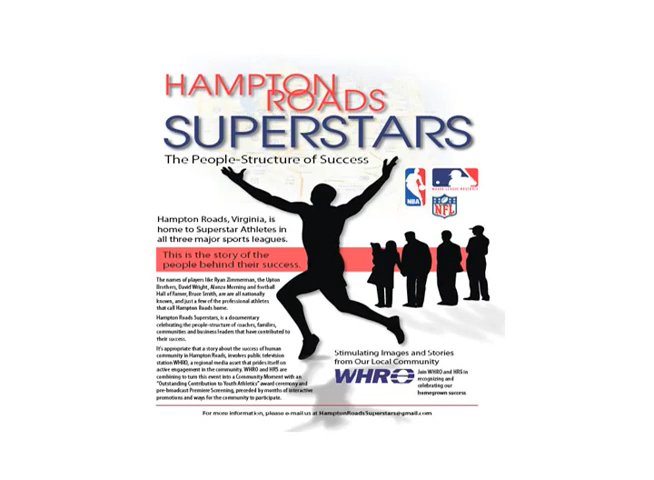 HAMPTON
ROADS
SUPERSTARS
The People-Structure of Success
NBA
MAJOR LEAGUE BASEBALL
NFL
Hampton Roads, Virginia, is
home to Superstar Athletes in
all three major sports leagues.
This is the story of the
people behind their success.
The names of players like Ryan Zimmerman, the Upton
Brothers, David Wright, Alonzo Morning and football
Hall of Famer, Bruce Smith, are are all nationally
known, and just a few of the professional athletes
that call Hampton Roads home.
Hampton Roads Superstars, is a documentary
celebrating the people-structure of coaches, families,
communities and business leaders that have contributed to
their success.
It's appropriate that a story about the success of human
community in Hampton Roads, involves public television
station WHRO, a regional media asset that prides itself on
active engagement in the community. WHRO and HRS are
combining to turn this event into a Community Moment with an
"Outstanding Contribution to Youth Athletics" award ceremony and
pre-broadcast Premiere Screening, preceded by months of interactive
promotions and ways for the community to participate.
Stimulating Images and Stories
from Our Local Community
WHRO
Join WHRO and HRS in
recognizing and
celebrating our
homegrown success
For more information, please e-mail us at HamptonRoadsSuperstars@gmail.com